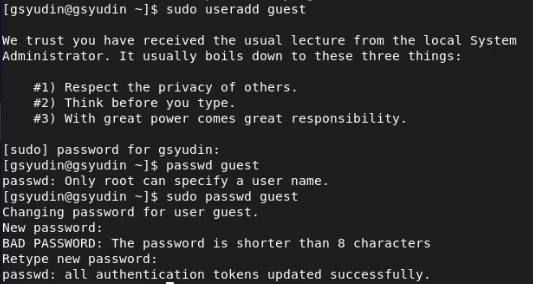 [gsyudin@gsyudin ~]$ sudo useradd guest
We trust you have received the usual lecture from the local System
Administrator. It usually boils down to these three things:
#1) Respect the privacy of others.
#2) Think before you type.
#3) With great power comes great responsibility.
[sudo] password for gsyudin:
[gsyudin@gsyudin ~]$ passwd guest
passwd: Only root can specify a user name.
[gsyudin@gsyudin ~]$ sudo passwd guest
Changing password for user guest.
New password:
BAD PASSWORD: The password is shorter than 8 characters
Retype new password:
passwd: all authentication tokens updated successfully.